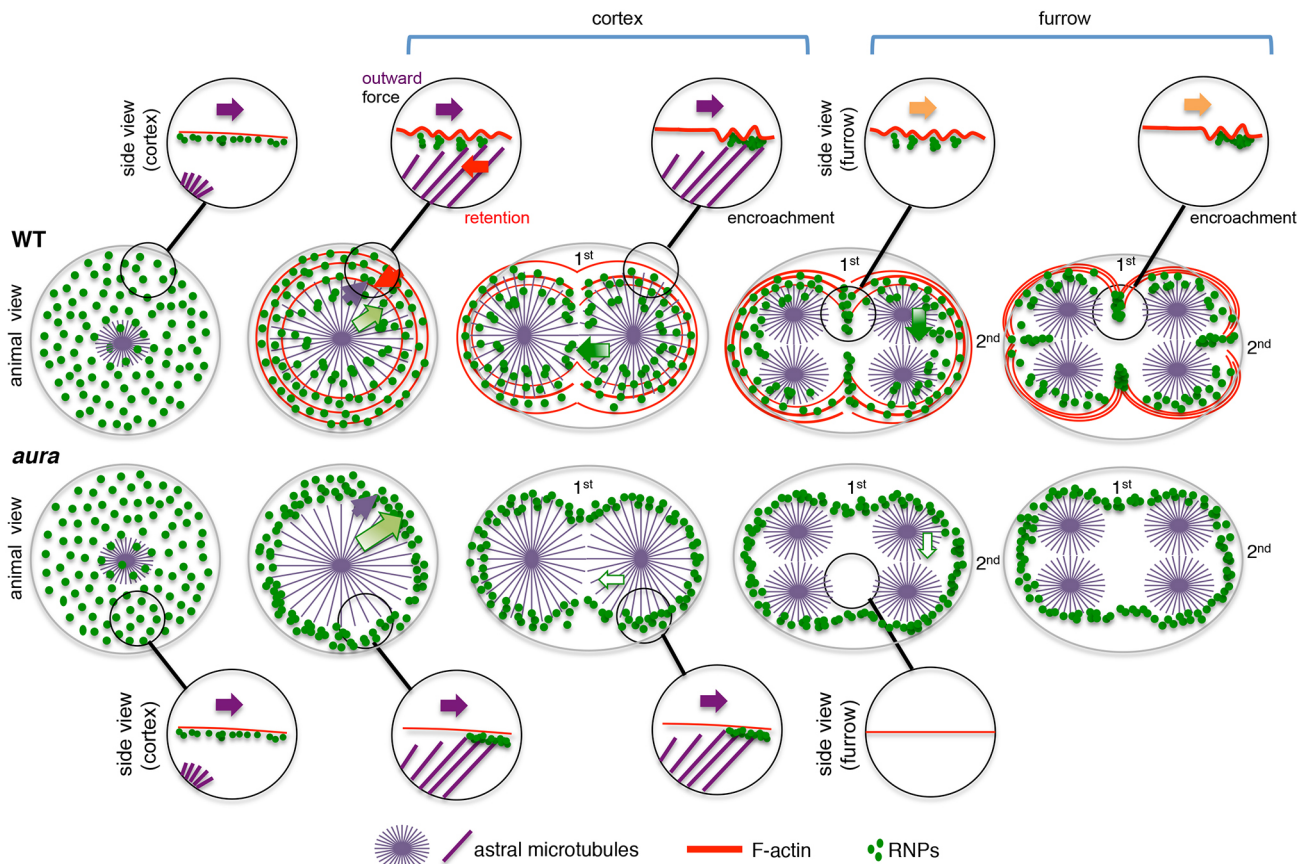 cortex
furrow
outward
force
side view
(cortex)
side view
(furrow)
retention
encroachment
encroachment
WT
animal view
1st
1st
2nd
1st
2nd
aura
animal view
1st
1st
2nd
2nd
side view
(cortex)
side view
(furrow)
astral microtubules
F-actin
RNPs